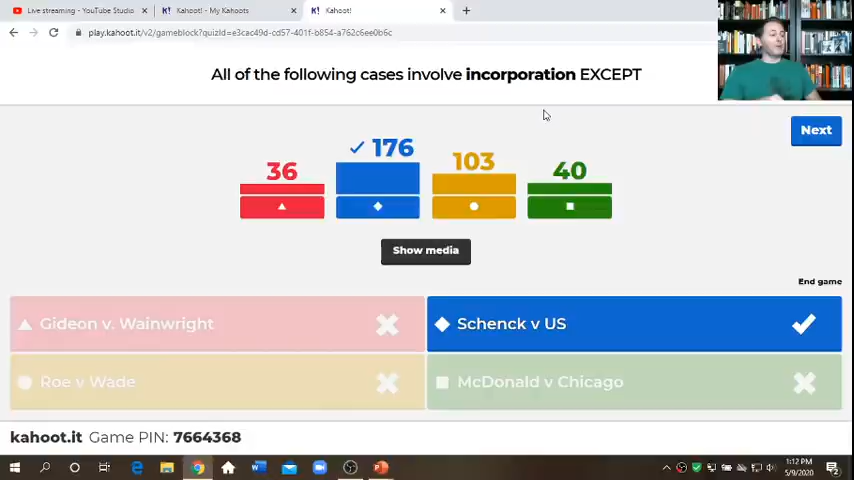 Live streaming - YouTube Studio
Kahoot! - My Kahoots
Kahoot!
play.kahoot.it/v2/gameblock?quizId=e3cac49d-cd57-401f-b854-a762c6ee0b6c
All of the following cases involve incorporation EXCEPT
Next
36
176
103
40
Show media
End game
Gideon v. Wainwright
Schenck v US
Roe v Wade
McDonald v Chicago
kahoot.it Game PIN: 7664368
1:12 PM
5/9/2020